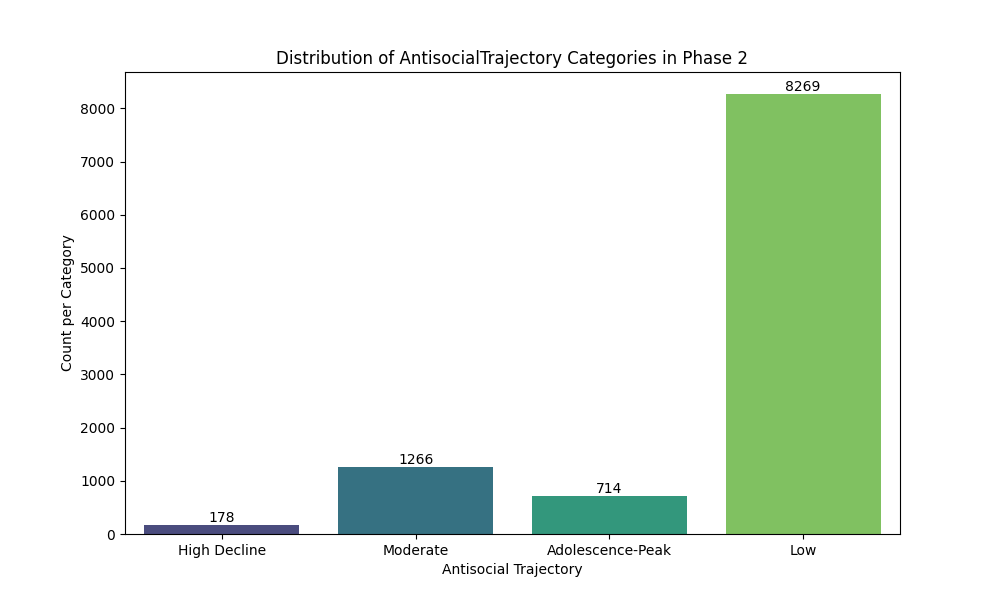 Distribution of AntisocialTrajectory Categories in Phase 2
Count per Category
8000
7000
6000
5000
4000
3000
2000
1000
0
178
1266
714
8269
High Decline
Moderate
Adolescence-Peak
Low
Antisocial Trajectory